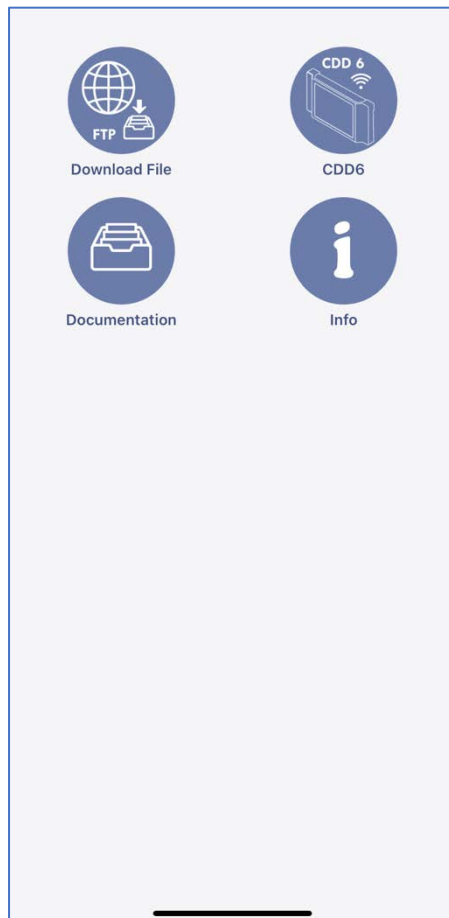 FTP
Download File
CDD 6
CDD6
Documentation
i
Info